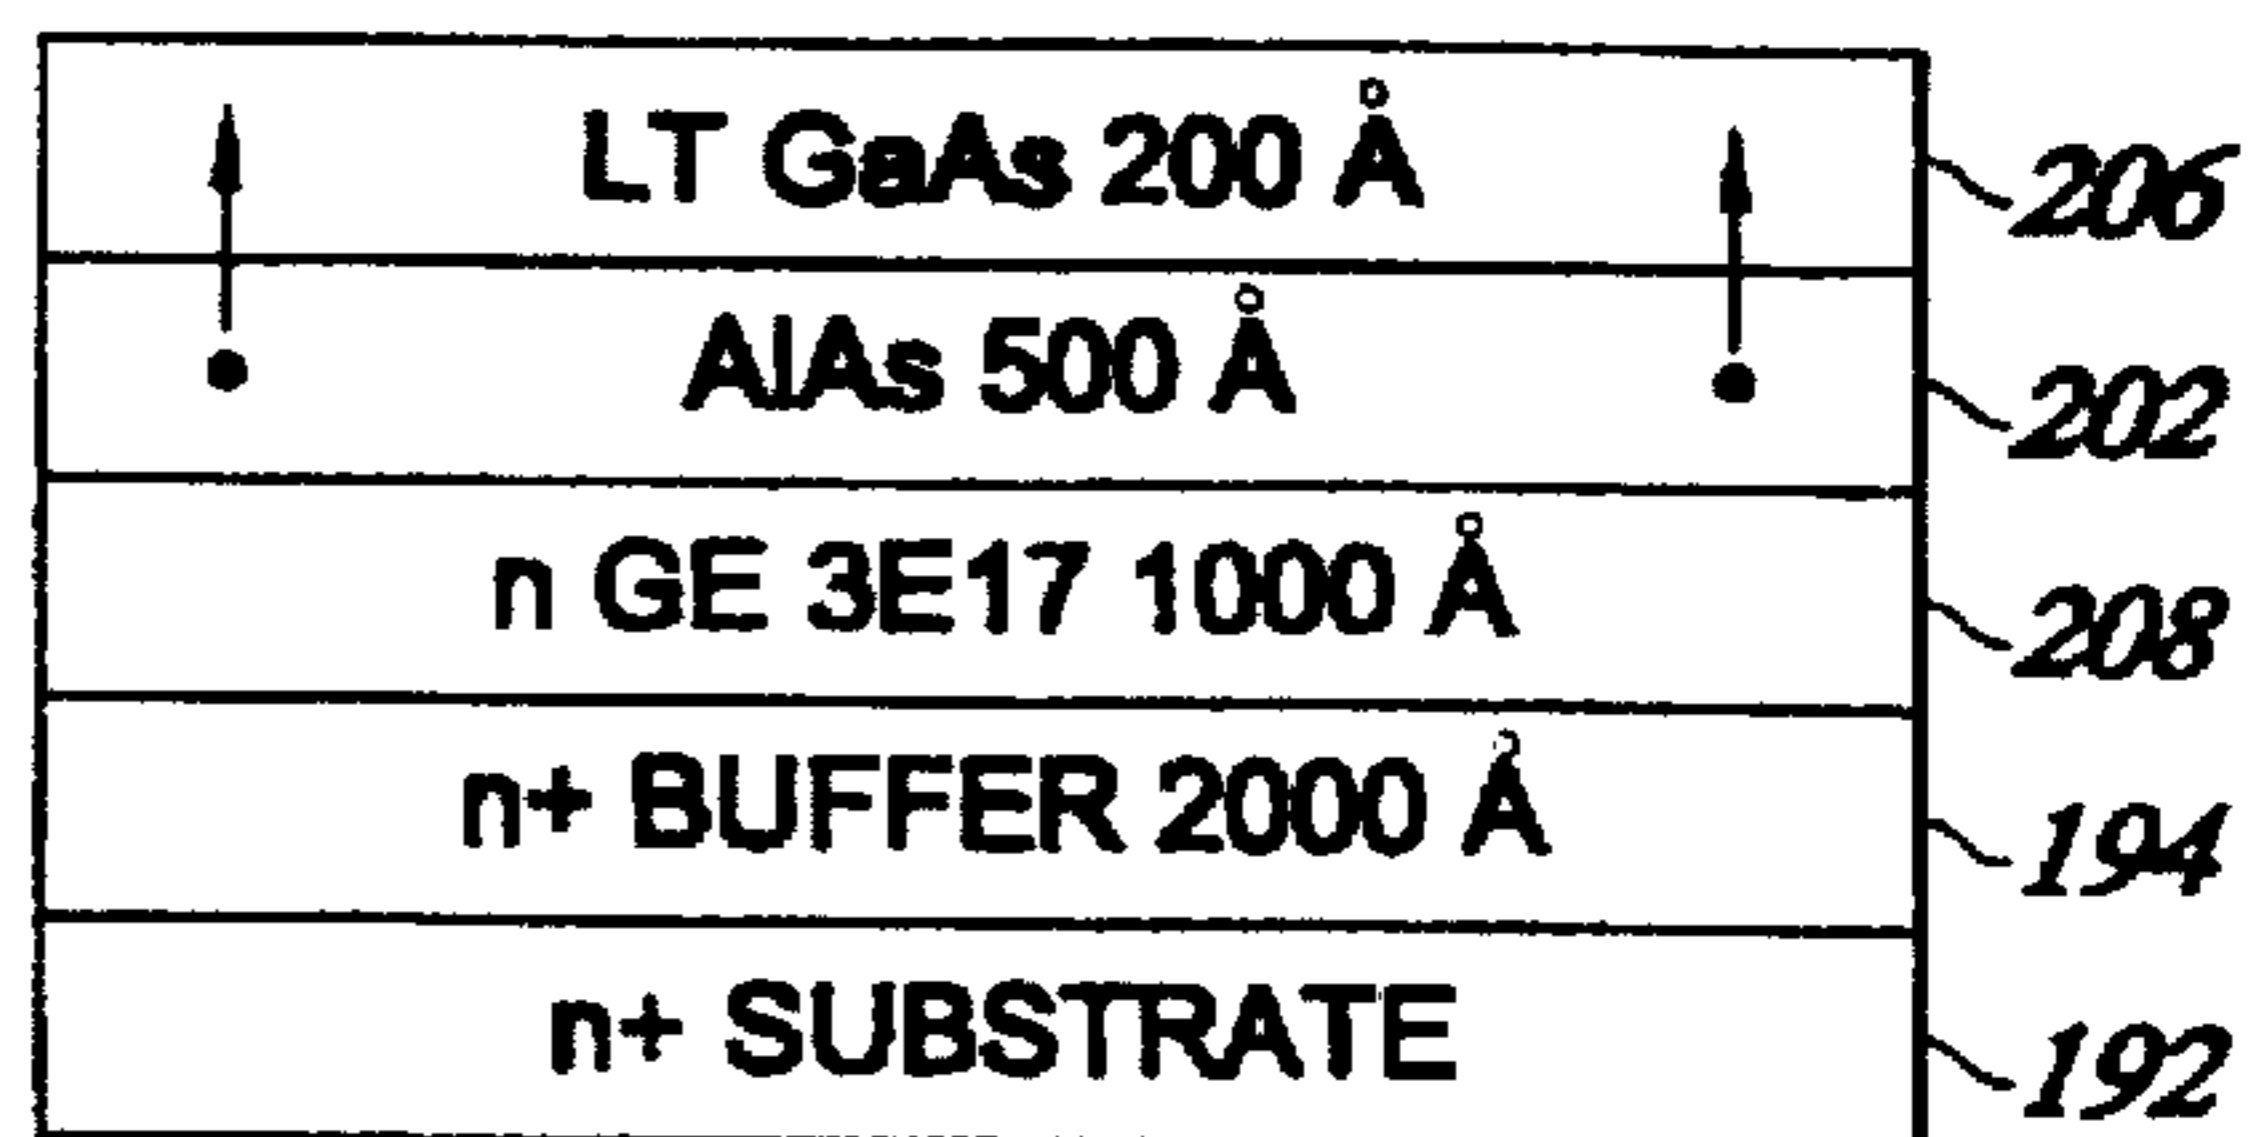 LT GaAs 200 Å 206
AlAs 500 Å 202
n GE 3E17 1000 Å 208
n+ BUFFER 2000 Å 194
n+ SUBSTRATE 192